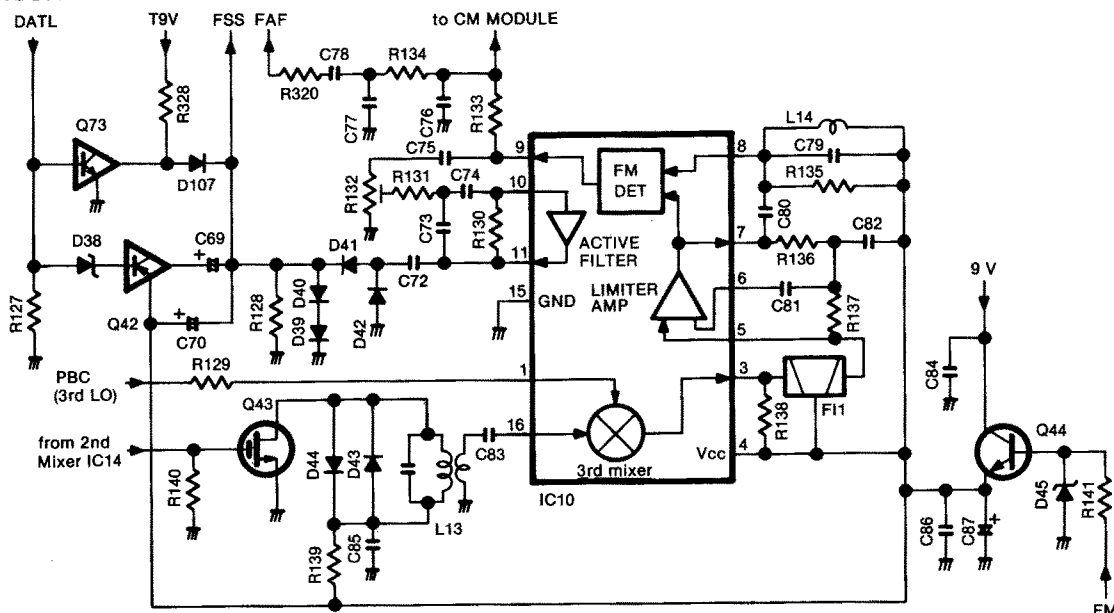 DATL
T9V
FSS FAF
to CM MODULE
C78
R134
R320
C77
C76
R133
R328
Q73
D107
C75
R132
R131
C74
C73
R130
9
10
11
15
GND
1
16
FM
DET
ACTIVE
FILTER
LIMITER
AMP
8
7
6
5
3
4
Vcc
3rd mixer
IC10
L14
C79
R135
C80
R136
C82
C81
R137
R138
FI1
9 V
C84
Q44
D45
R141
C86
C87
+
D38
C69
+
D41
C72
R127
Q42
C70
+
R128
D40
D39
D42
PBC
(3rd LO)
R129
Q43
from 2nd
Mixer IC14
R140
D44
D43
L13
C83
R139
C85